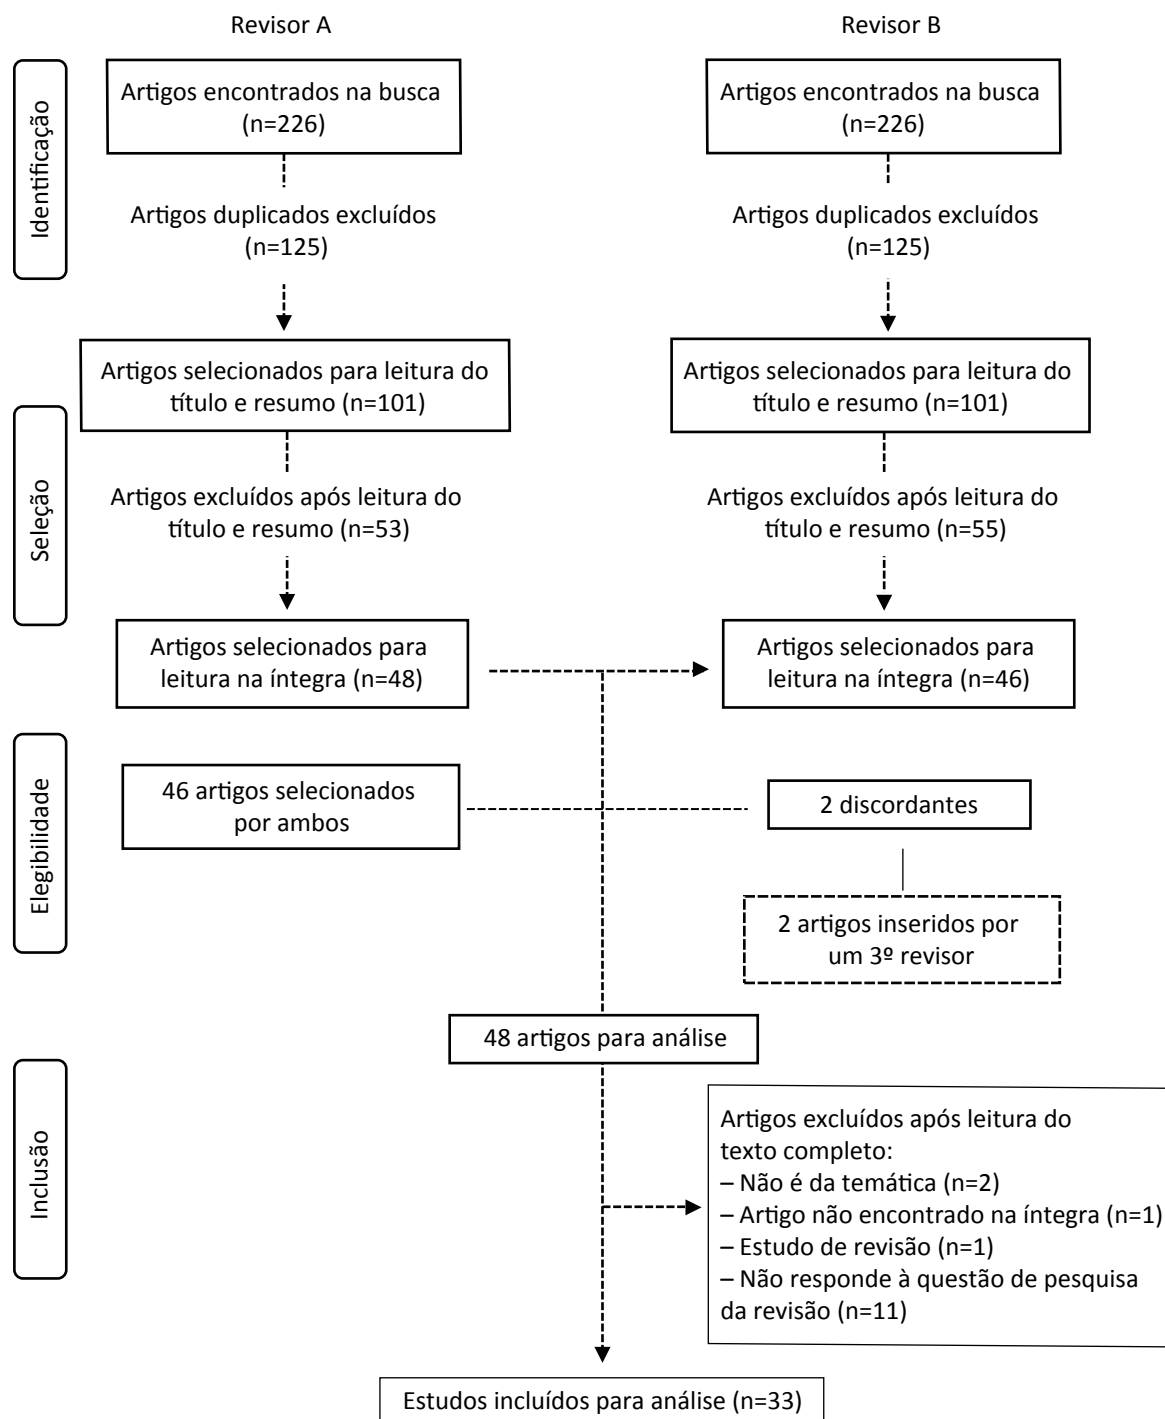 Revisor A
Revisor B
Identificação
Artigos encontrados na busca
(n=226)
Artigos encontrados na busca
(n=226)
Artigos duplicados excluídos
(n=125)
Artigos duplicados excluídos
(n=125)
Seleção
Artigos selecionados para leitura do
título e resumo (n=101)
Artigos selecionados para leitura do
título e resumo (n=101)
Artigos excluídos após leitura do
título e resumo (n=53)
Artigos excluídos após leitura do
título e resumo (n=55)
Artigos selecionados para
leitura na íntegra (n=48)
Artigos selecionados para
leitura na íntegra (n=46)
Elegibilidade
46 artigos selecionados
por ambos
2 discordantes
2 artigos inseridos por
um 3º revisor
48 artigos para análise
Inclusão
Artigos excluídos após leitura do
texto completo:
– Não é da temática (n=2)
– Artigo não encontrado na íntegra (n=1)
– Estudo de revisão (n=1)
– Não responde à questão de pesquisa
da revisão (n=11)
Estudos incluídos para análise (n=33)